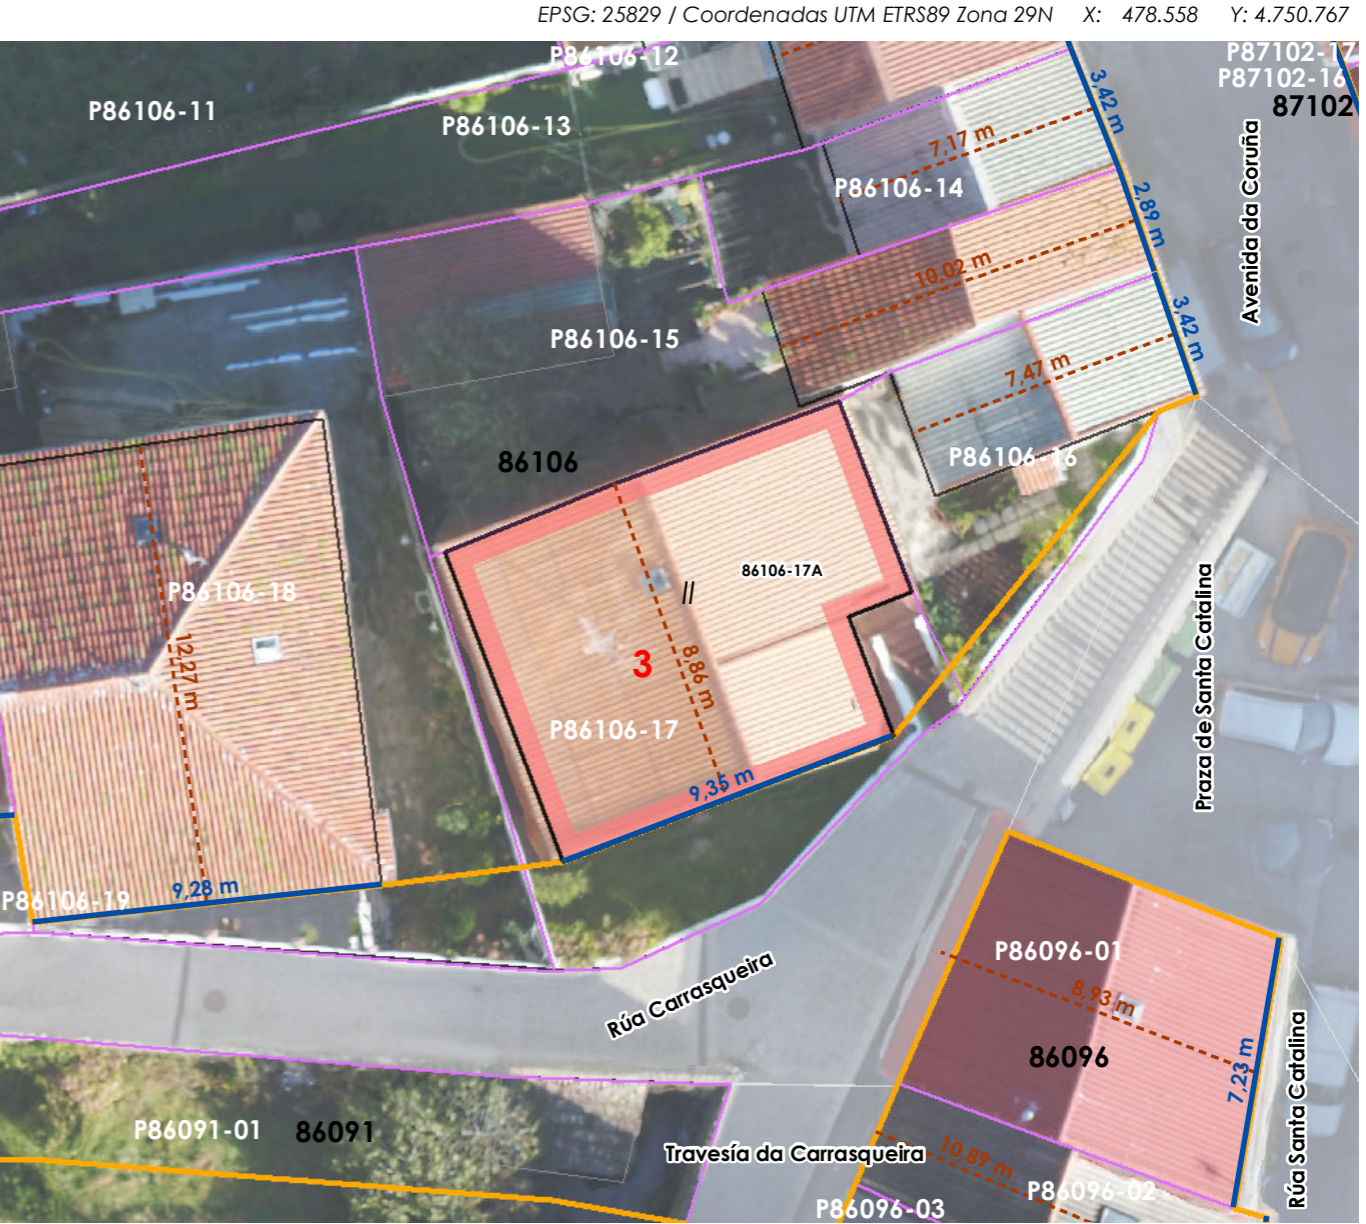 EPSG: 25829 / Coordenadas UTM ETRS89 Zona 29N X: 478.558 Y: 4.750.767
P86106-12
P87102-17
P87102-16
87102
P86106-11
P86106-13
3,42 m
7,17 m
Avenida da Coruña
P86106-14
2,89 m
10,02 m
P86106-15
3,42 m
7,47 m
86106
P86106-16
86106-17A
II
P86106-18
12,27 m
3
8,86 m
Praza de Santa Catalina
P86106-17
9,35 m
9,28 m
P86106-19
P86096-01
Rúa Carrasqueira
8,93 m
86096
7,23 m
Rúa Santa Catalina
P86091-01
86091
Travesía da Carrasqueira
10,89 m
P86096-02
P86096-03